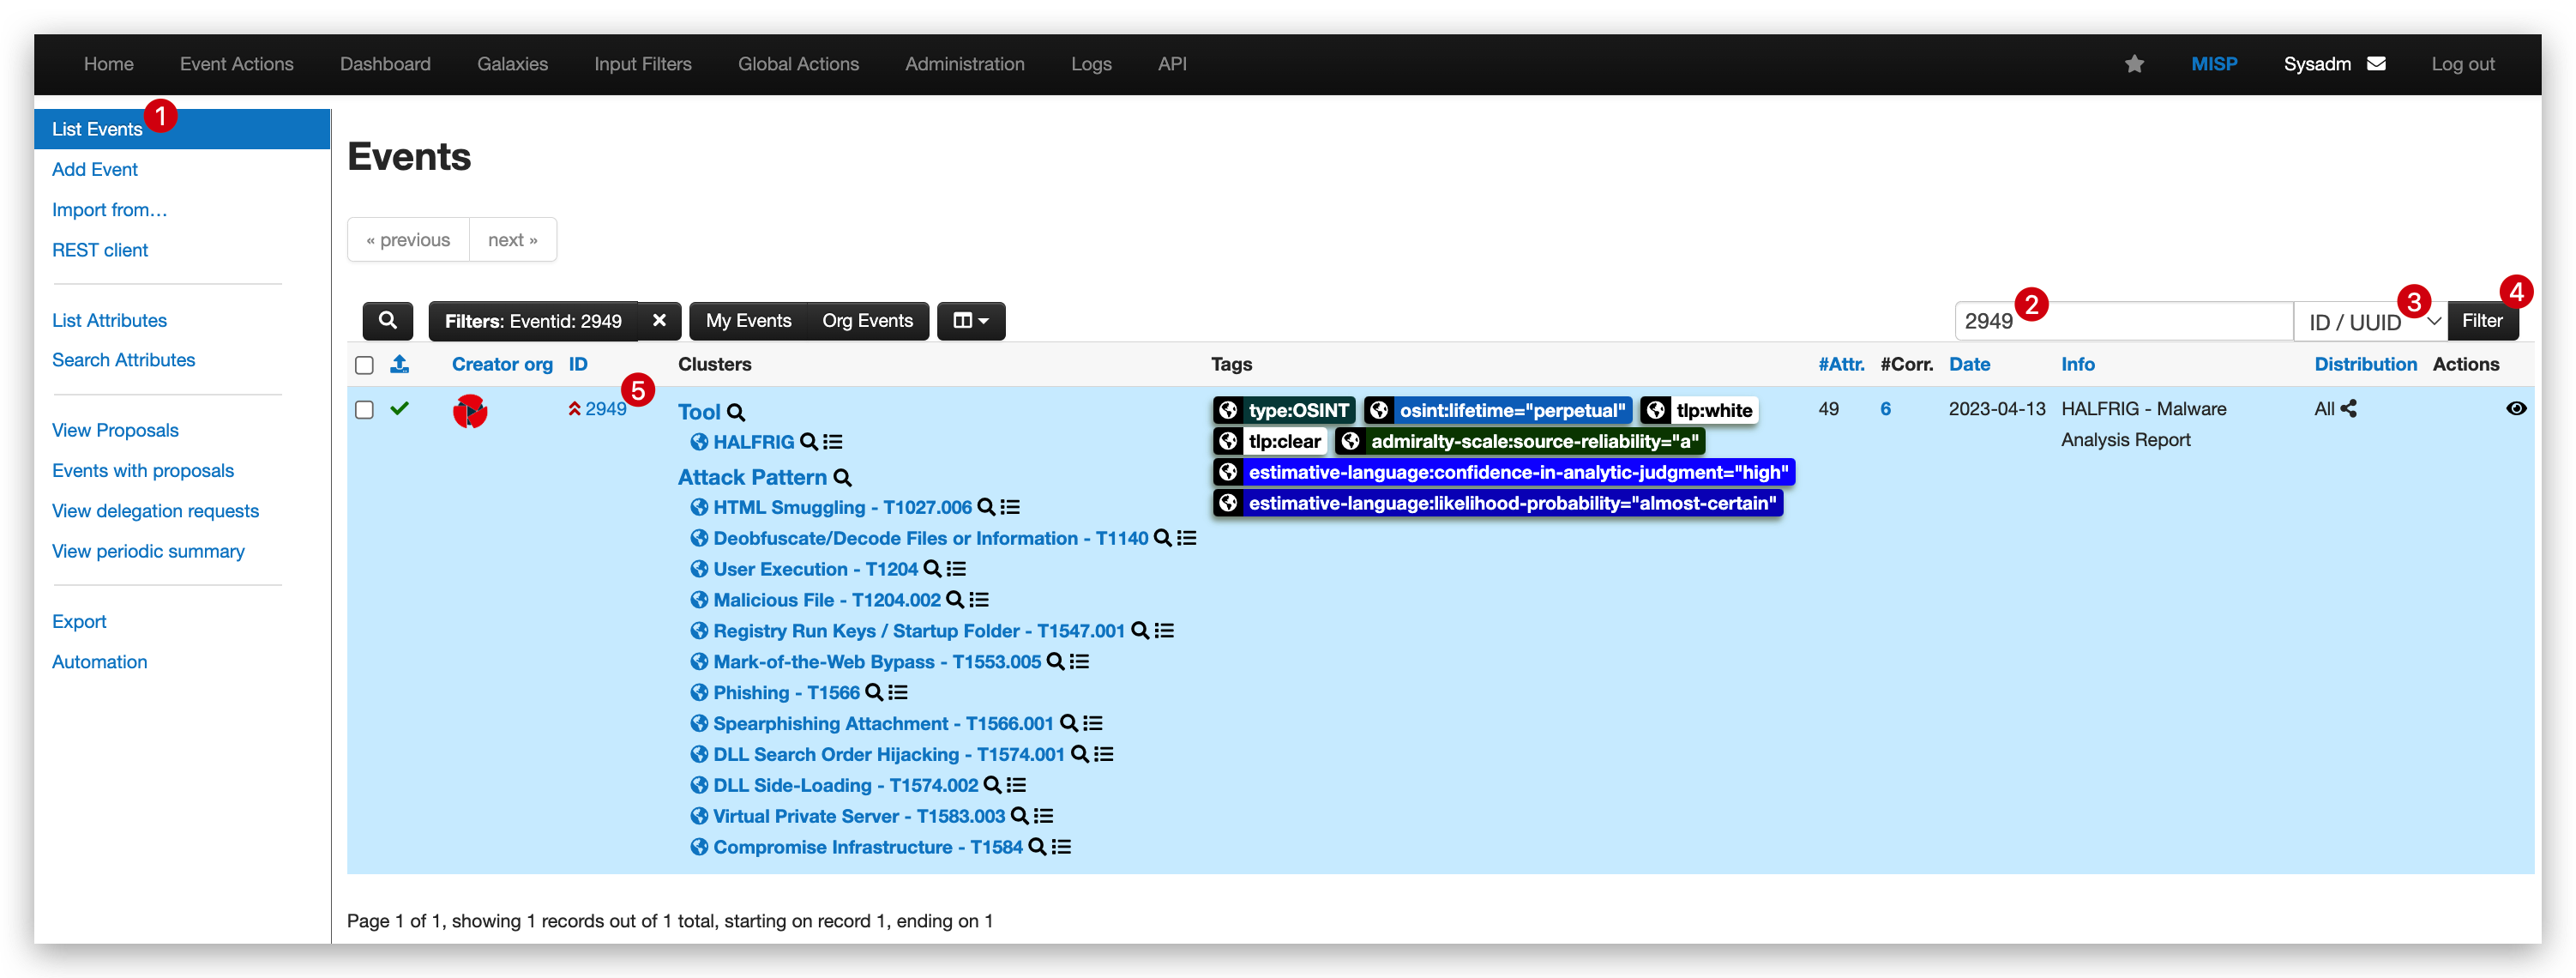 Home Event Actions Dashboard Galaxies Input Filters Global Actions Administration Logs API MISP Sysadm Log out
List Events 1
Add Event
Import from…
REST client
List Attributes
Search Attributes
View Proposals
Events with proposals
View delegation requests
View periodic summary
Export
Automation
Events
« previous next »
Filters: Eventid: 2949 My Events Org Events 2949 2 ID / UUID 3 Filter 4
Creator org ID Clusters Tags #Attr. #Corr. Date Info Distribution Actions
2949 5
Tool
HALFRIG
Attack Pattern
HTML Smuggling - T1027.006
Deobfuscate/Decode Files or Information - T1140
User Execution - T1204
Malicious File - T1204.002
Registry Run Keys / Startup Folder - T1547.001
Mark-of-the-Web Bypass - T1553.005
Phishing - T1566
Spearphishing Attachment - T1566.001
DLL Search Order Hijacking - T1574.001
DLL Side-Loading - T1574.002
Virtual Private Server - T1583.003
Compromise Infrastructure - T1584
type:OSINT osint:lifetime="perpetual" tlp:white
tlp:clear admiralty-scale:source-reliability="a"
estimative-language:confidence-in-analytic-judgment="high"
estimative-language:likelihood-probability="almost-certain"
49 6 2023-04-13 HALFRIG - Malware
Analysis Report
All
Page 1 of 1, showing 1 records out of 1 total, starting on record 1, ending on 1